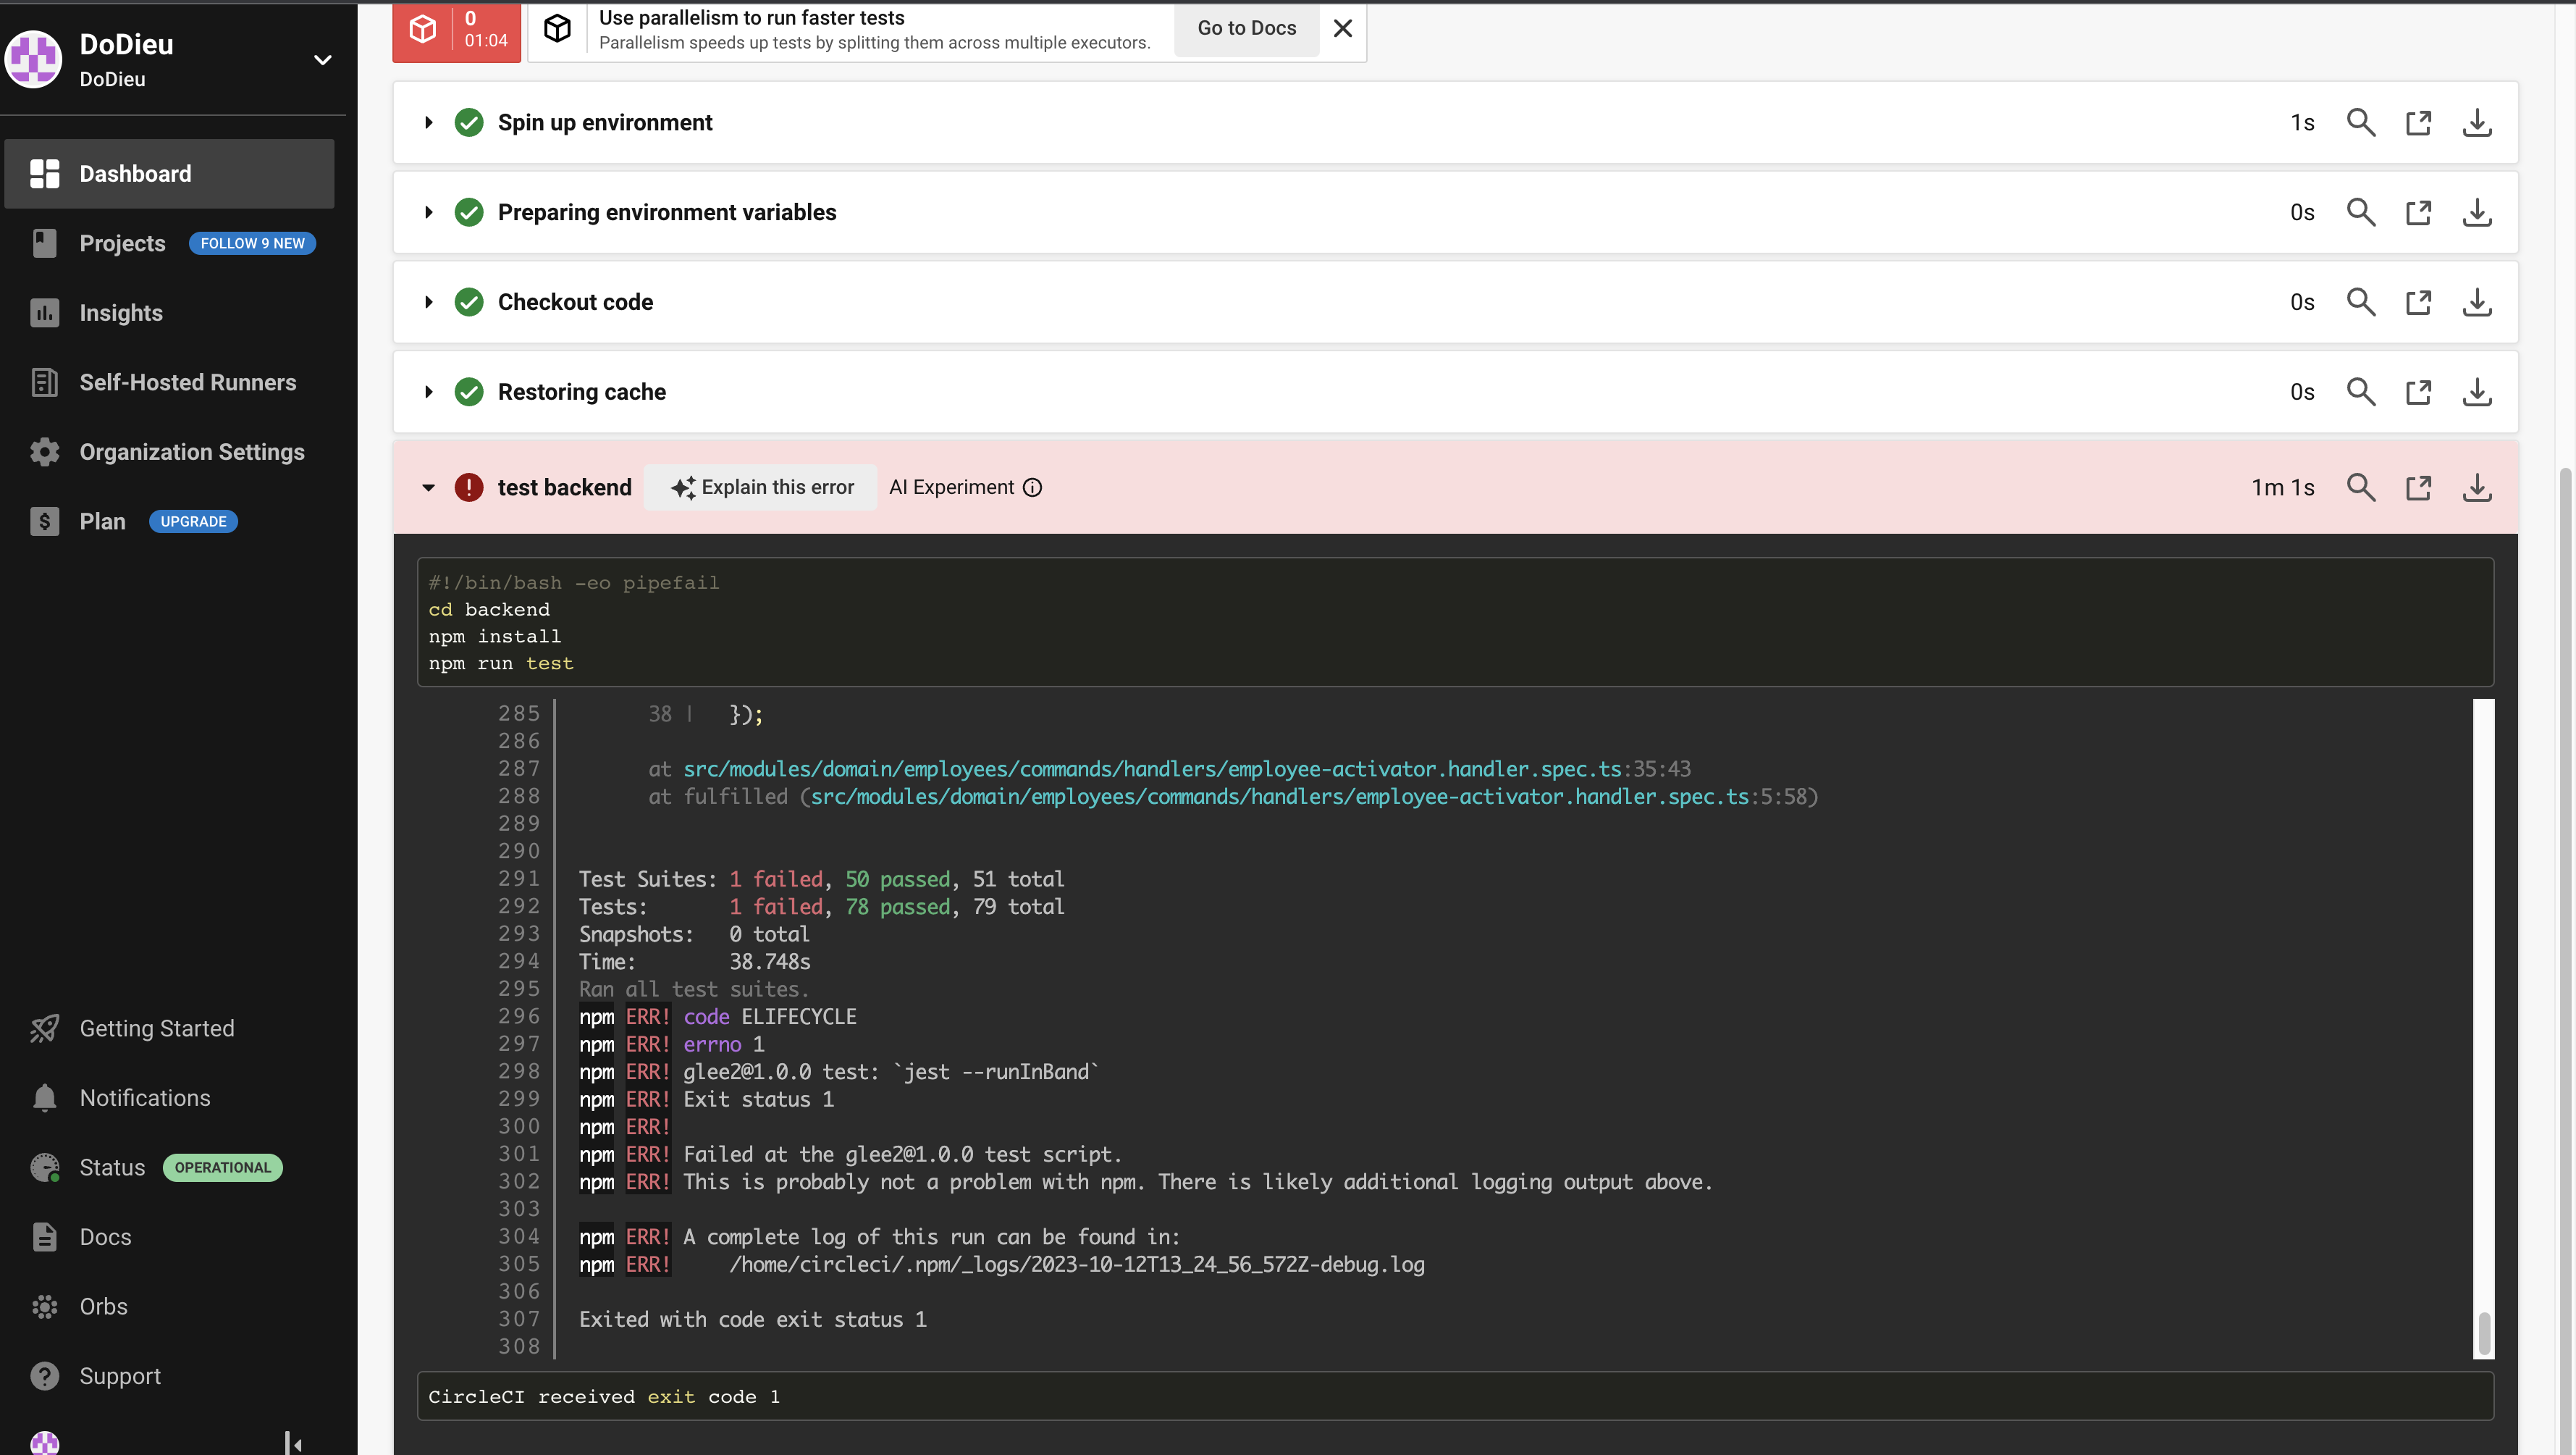 DoDieu
DoDieu
Dashboard
Projects FOLLOW 9 NEW
Insights
Self-Hosted Runners
Organization Settings
$ Plan UPGRADE
Getting Started
Notifications
Status OPERATIONAL
Docs
Orbs
? Support
0
01:04
Use parallelism to run faster tests
Parallelism speeds up tests by splitting them across multiple executors.
Go to Docs
Spin up environment 1s
Preparing environment variables 0s
Checkout code 0s
Restoring cache 0s
test backend Explain this error AI Experiment 1m 1s
#!/bin/bash -eo pipefail
cd backend
npm install
npm run test
285 38 | });
286
287 at src/modules/domain/employees/commands/handlers/employee-activator.handler.spec.ts:35:43
288 at fulfilled (src/modules/domain/employees/commands/handlers/employee-activator.handler.spec.ts:5:58)
289
290
291 Test Suites: 1 failed, 50 passed, 51 total
292 Tests: 1 failed, 78 passed, 79 total
293 Snapshots: 0 total
294 Time: 38.748s
295 Ran all test suites.
296 npm ERR! code ELIFECYCLE
297 npm ERR! errno 1
298 npm ERR! glee2@1.0.0 test: `jest --runInBand`
299 npm ERR! Exit status 1
300 npm ERR!
301 npm ERR! Failed at the glee2@1.0.0 test script.
302 npm ERR! This is probably not a problem with npm. There is likely additional logging output above.
303
304 npm ERR! A complete log of this run can be found in:
305 npm ERR! /home/circleci/.npm/_logs/2023-10-12T13_24_56_572Z-debug.log
306
307 Exited with code exit status 1
308
CircleCI received exit code 1